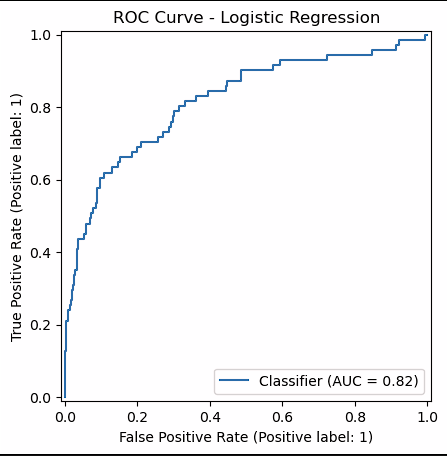 ROC Curve - Logistic Regression
1.0
0.8
0.6
0.4
0.2
0.0
True Positive Rate (Positive label: 1)
Classifier (AUC = 0.82)
0.0 0.2 0.4 0.6 0.8 1.0
False Positive Rate (Positive label: 1)